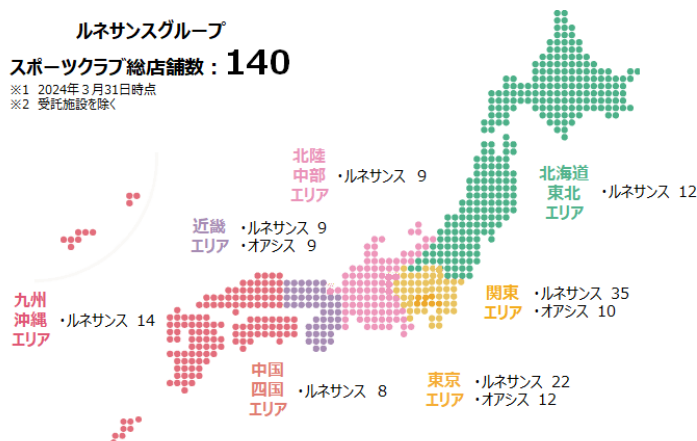 ルネサンスグループ
スポーツクラブ総店舗数：140
※1 2024年３月31日時点
※2 受託施設を除く
北陸
中部
エリア
・ルネサンス 9
北海道
東北
エリア
・ルネサンス 12
近畿
エリア
・ルネサンス 9
・オアシス 9
九州
沖縄
エリア
・ルネサンス 14
関東
エリア
・ルネサンス 35
・オアシス 10
中国
四国
エリア
・ルネサンス 8
東京
エリア
・ルネサンス 22
・オアシス 12